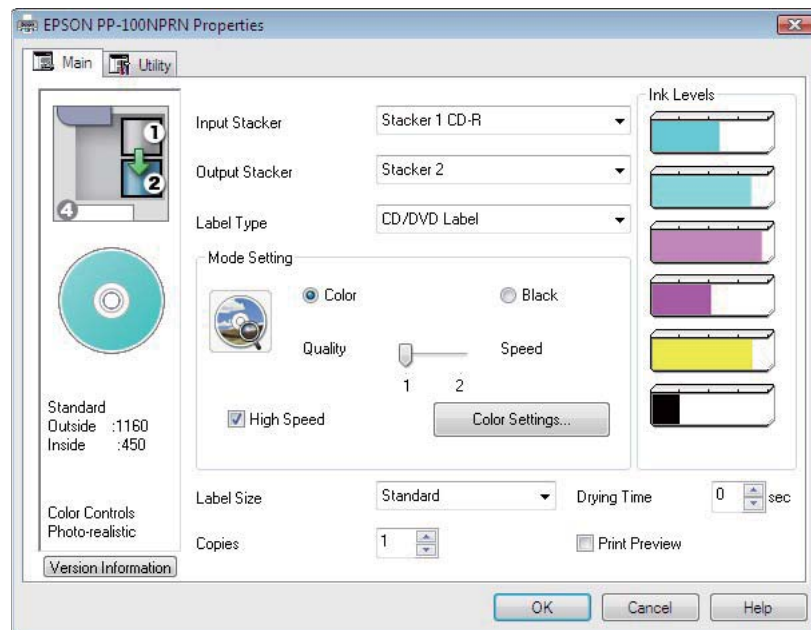 EPSON PP-100NPRN Properties
Main
Utility
1
2
4
Standard
Outside :1160
Inside :450
Color Controls
Photo-realistic
Version Information
Input Stacker
Stacker 1 CD-R
Output Stacker
Stacker 2
Label Type
CD/DVD Label
Mode Setting
Color
Black
Quality
Speed
1 2
High Speed
Color Settings...
Label Size
Standard
Drying Time
0
sec
Copies
1
Print Preview
Ink Levels
OK
Cancel
Help